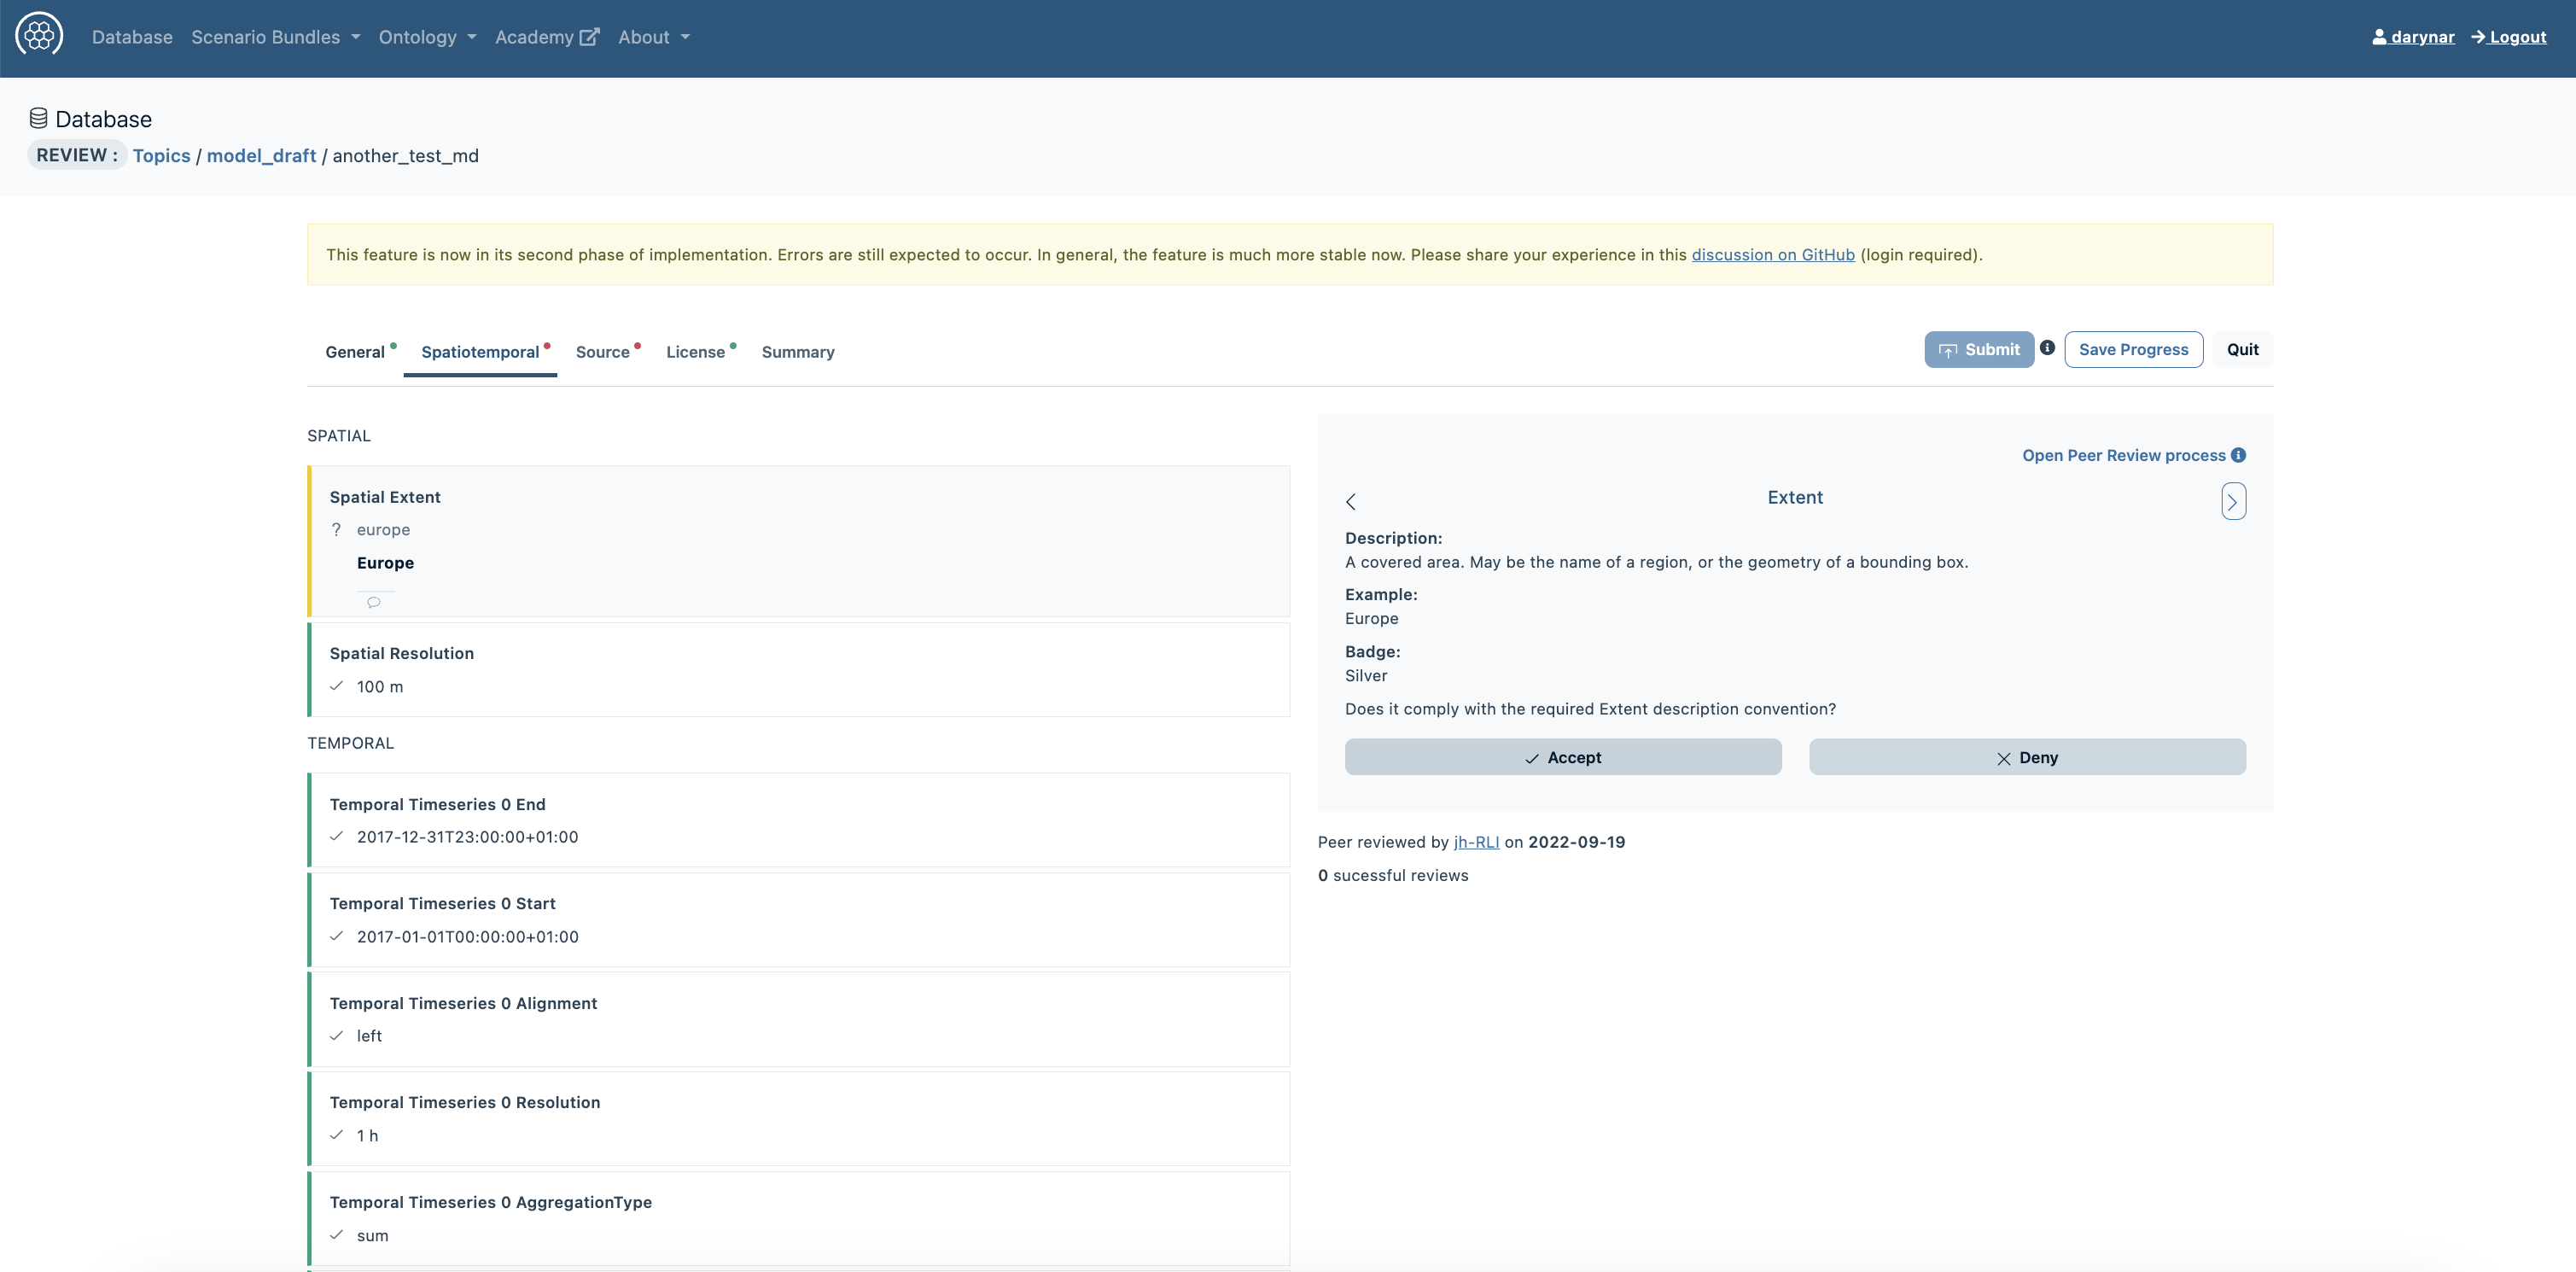 Database Scenario Bundles Ontology Academy About darynar Logout
Database
REVIEW : Topics / model_draft / another_test_md
This feature is now in its second phase of implementation. Errors are still expected to occur. In general, the feature is much more stable now. Please share your experience in this discussion on GitHub (login required).
General Spatiotemporal Source License Summary Submit Save Progress Quit
SPATIAL
Spatial Extent
? europe
Europe
Spatial Resolution
100 m
TEMPORAL
Temporal Timeseries 0 End
2017-12-31T23:00:00+01:00
Temporal Timeseries 0 Start
2017-01-01T00:00:00+01:00
Temporal Timeseries 0 Alignment
left
Temporal Timeseries 0 Resolution
1 h
Temporal Timeseries 0 AggregationType
sum
Open Peer Review process
Extent
Description:
A covered area. May be the name of a region, or the geometry of a bounding box.
Example:
Europe
Badge:
Silver
Does it comply with the required Extent description convention?
Accept Deny
Peer reviewed by jh-RLI on 2022-09-19
0 sucessful reviews